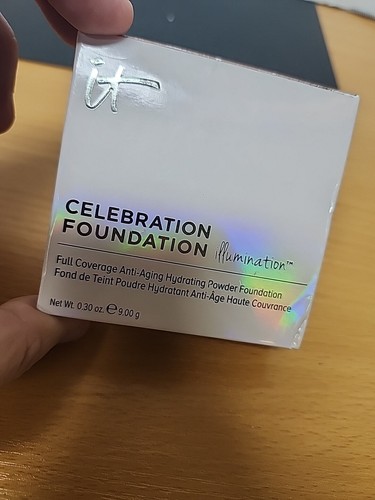 it
CELEBRATION
FOUNDATION illumination™
Full Coverage Anti-Aging Hydrating Powder Foundation
Fond de Teint Poudre Hydratant Anti-Âge Haute Couvrance
Net Wt. 0.30 oz. ℮ 9.00 g